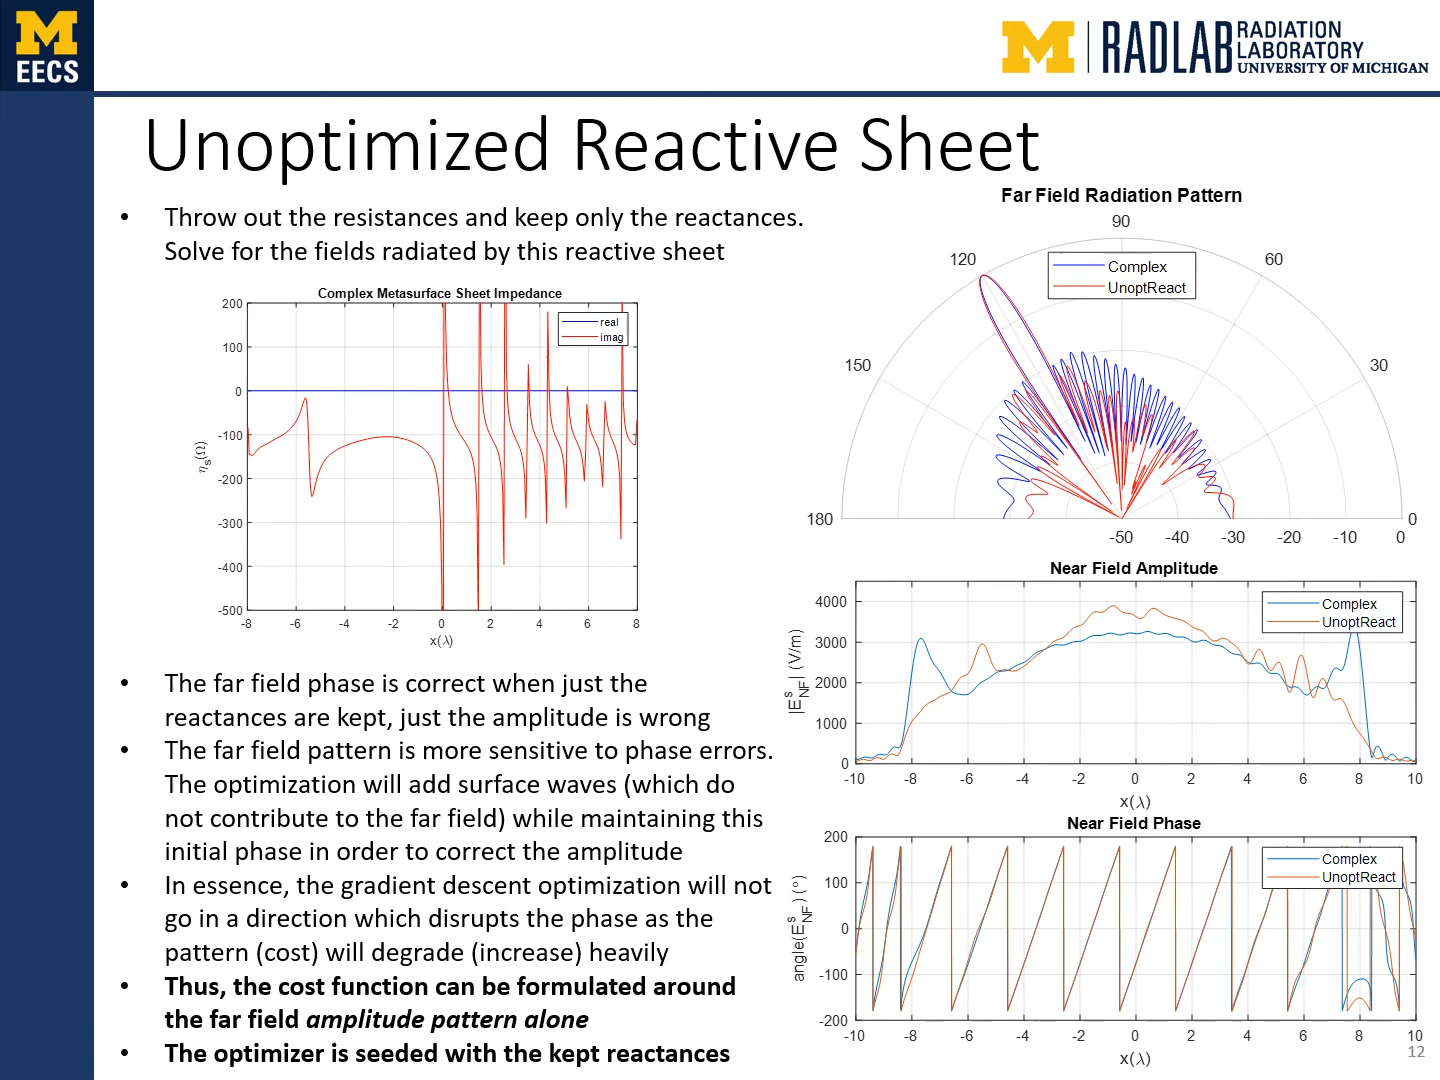 M
EECS
M RADLAB RADIATION
LABORATORY
UNIVERSITY OF MICHIGAN
Unoptimized Reactive Sheet
• Throw out the resistances and keep only the reactances.
Solve for the fields radiated by this reactive sheet
Complex Metasurface Sheet Impedance
real
imag
200
100
0
-100
-200
-300
-400
-500
ηs(Ω)
-8 -6 -4 -2 0 2 4 6 8
x(λ)
• The far field phase is correct when just the
reactances are kept, just the amplitude is wrong
• The far field pattern is more sensitive to phase errors.
The optimization will add surface waves (which do
not contribute to the far field) while maintaining this
initial phase in order to correct the amplitude
• In essence, the gradient descent optimization will not
go in a direction which disrupts the phase as the
pattern (cost) will degrade (increase) heavily
• Thus, the cost function can be formulated around
the far field amplitude pattern alone
• The optimizer is seeded with the kept reactances
Far Field Radiation Pattern
90
120 60
Complex
UnoptReact
150 30
180 0
-50 -40 -30 -20 -10 0
Near Field Amplitude
Complex
UnoptReact
4000
3000
2000
1000
0
|E^s_NF| (V/m)
-10 -8 -6 -4 -2 0 2 4 6 8 10
x(λ)
Near Field Phase
Complex
UnoptReact
200
100
0
-100
-200
angle(E^s_NF) (°)
-10 -8 -6 -4 -2 0 2 4 6 8 10
x(λ)
12